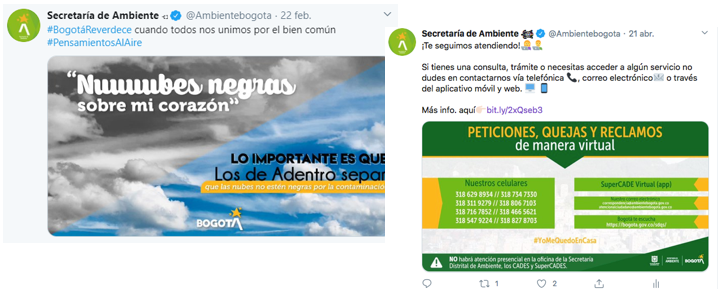 Secretaría de Ambiente @Ambientebogota · 22 feb.
#BogotáReverdece cuando todos nos unimos por el bien común
#PensamientosAlAire
“Nuuuubes negras
sobre mi corazón”
LO IMPORTANTE ES QUE
Los de Adentro separ
que las nubes no estén negras por la contaminació
BOGOTÁ
Secretaría de Ambiente @Ambientebogota · 21 abr.
¡Te seguimos atendiendo!
Si tienes una consulta, trámite o necesitas acceder a algún servicio no
dudes en contactarnos vía telefónica, correo electrónico o través
del aplicativo móvil y web.
Más info. aquí bit.ly/2xQseb3
PETICIONES, QUEJAS Y RECLAMOS
de manera virtual
Nuestros celulares
318 629 8934 // 318 734 7330
318 311 9279 // 318 806 7103
318 716 7852 // 318 466 5621
318 547 9224 // 318 827 8703
SuperCADE Virtual (app)
Bogotá te escucha
https://bogota.gov.co/sdqs/
#YoMeQuedoEnCasa
NO habrá atención presencial en la oficina de la Secretaría
Distrital de Ambiente, los CADES y SuperCADES.
AMBIENTE
BOGOTÁ
1
2